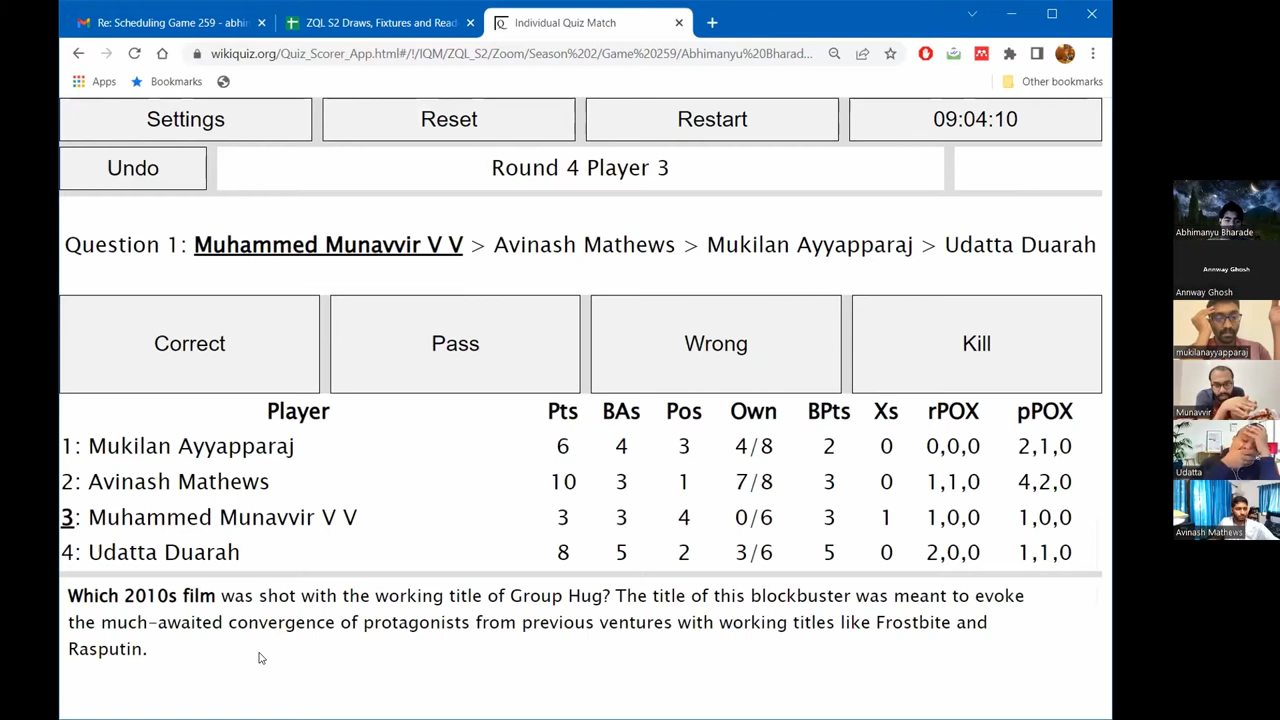 Re: Scheduling Game 259 - abhi
ZQL S2 Draws, Fixtures and Read
Individual Quiz Match
wikiquiz.org/Quiz_Scorer_App.html#/!/IQM/ZQL_S2/Zoom/Season%202/Game%20259/Abhimanyu%20Bharad...
Apps
Bookmarks
Other bookmarks
Settings
Reset
Restart
09:04:10
Undo
Round 4 Player 3
Question 1: Muhammed Munavvir V V > Avinash Mathews > Mukilan Ayyapparaj > Udatta Duarah
Correct
Pass
Wrong
Kill
Player Pts BAs Pos Own BPts Xs rPOX pPOX
1: Mukilan Ayyapparaj 6 4 3 4/8 2 0 0,0,0 2,1,0
2: Avinash Mathews 10 3 1 7/8 3 0 1,1,0 4,2,0
3: Muhammed Munavvir V V 3 3 4 0/6 3 1 1,0,0 1,0,0
4: Udatta Duarah 8 5 2 3/6 5 0 2,0,0 1,1,0
Which 2010s film was shot with the working title of Group Hug? The title of this blockbuster was meant to evoke
the much-awaited convergence of protagonists from previous ventures with working titles like Frostbite and
Rasputin.
Abhimanyu Bharade
Annway Ghosh
Annway Ghosh
mukilanayyapparaj
Munavvir
Udatta
Avinash Mathews